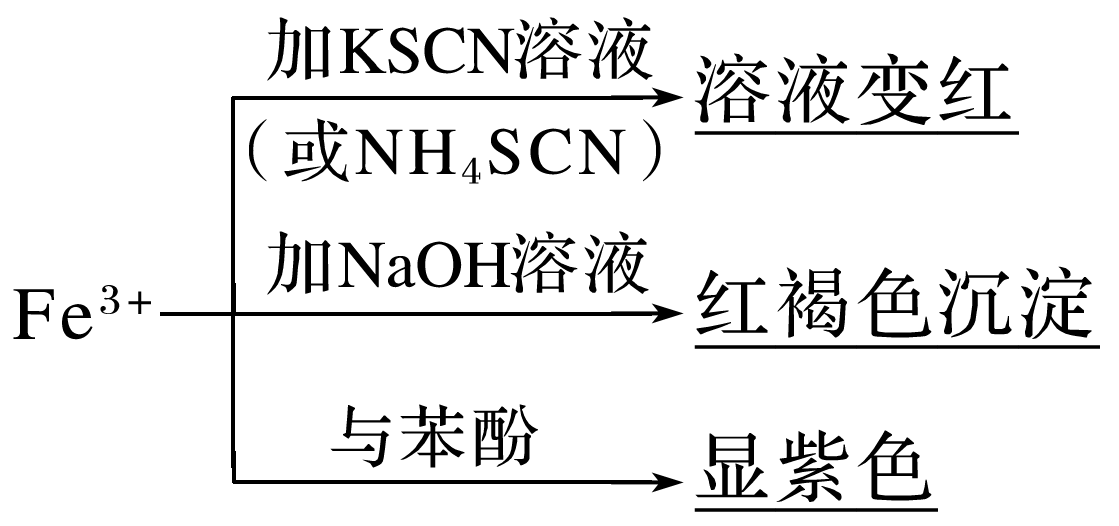 加KSCN溶液
溶液变红
（或NH₄SCN）
加NaOH溶液
Fe³⁺
红褐色沉淀
与苯酚
显紫色